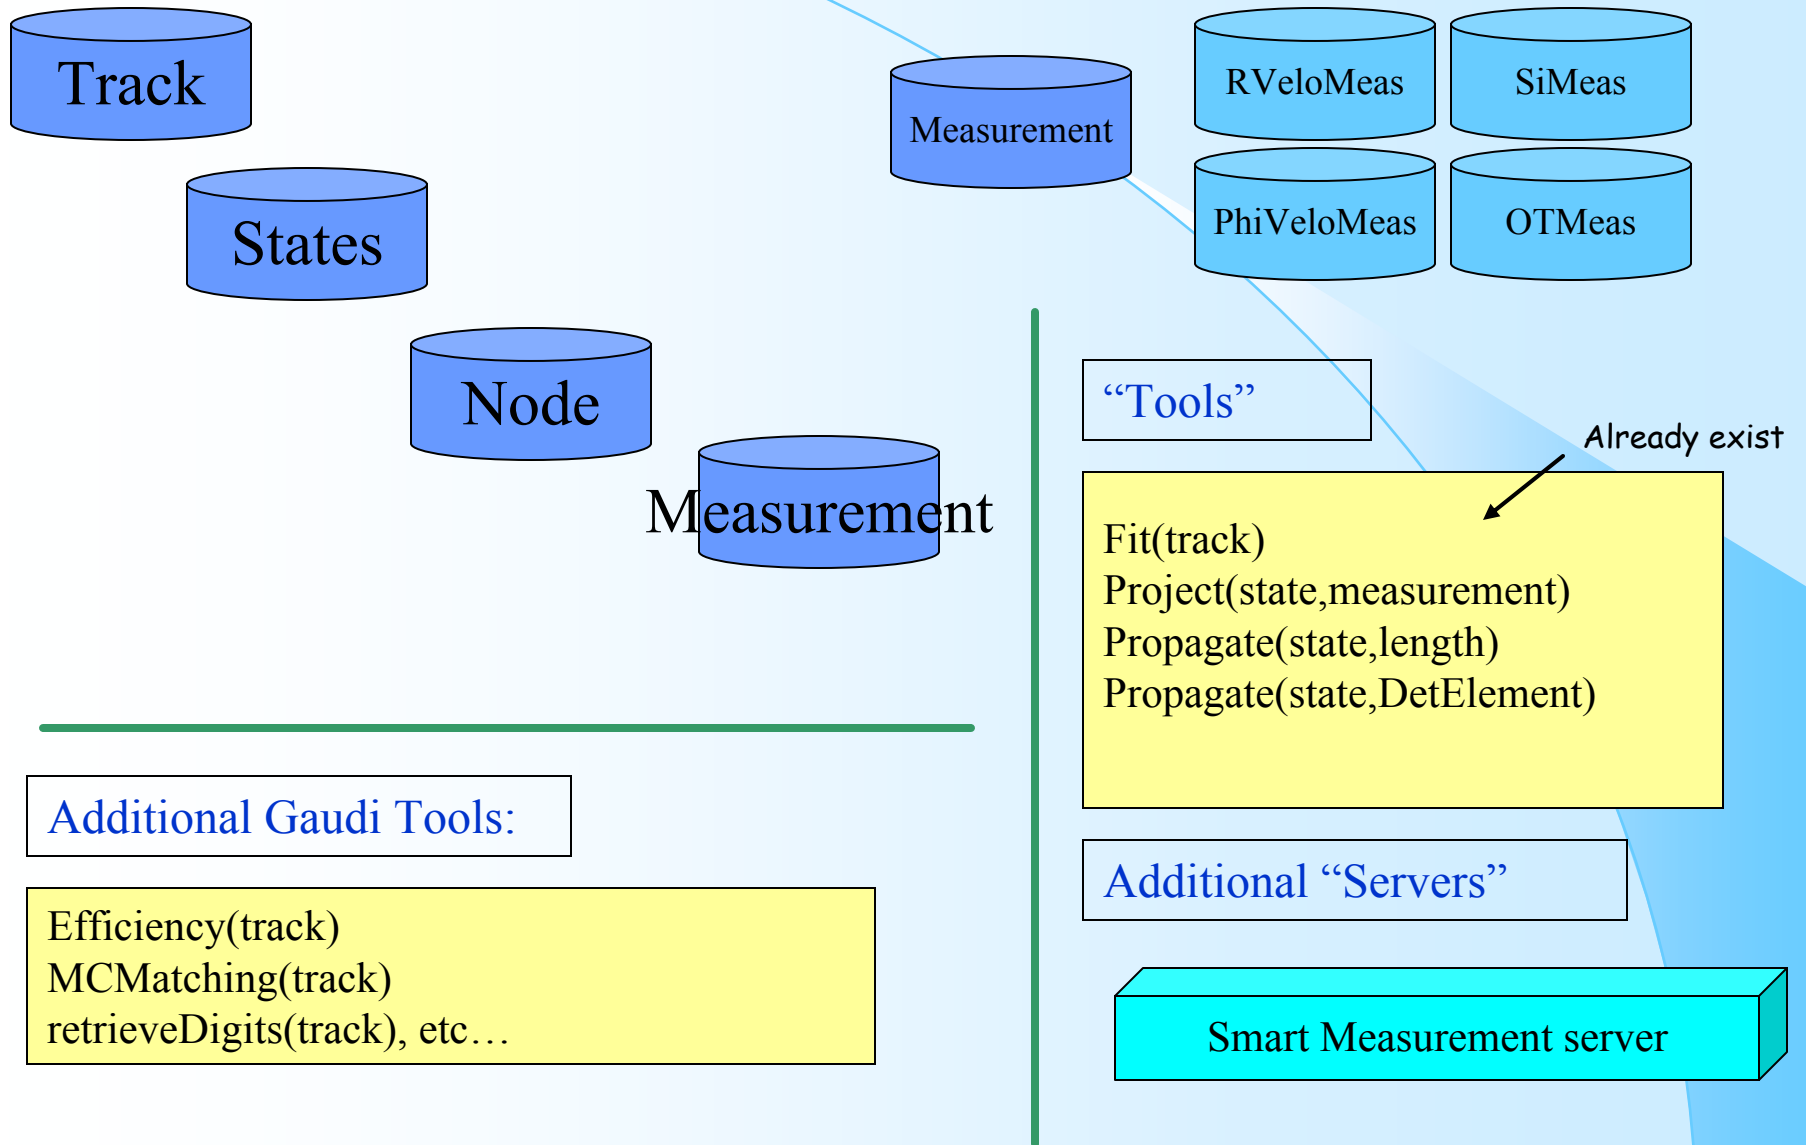 Track
States
Node
Measurement
Measurement
RVeloMeas
SiMeas
PhiVeloMeas
OTMeas
“Tools”
Already exist
Fit(track)
Project(state,measurement)
Propagate(state,length)
Propagate(state,DetElement)
Additional Gaudi Tools:
Efficiency(track)
MCMatching(track)
retrieveDigits(track), etc…
Additional “Servers”
Smart Measurement server